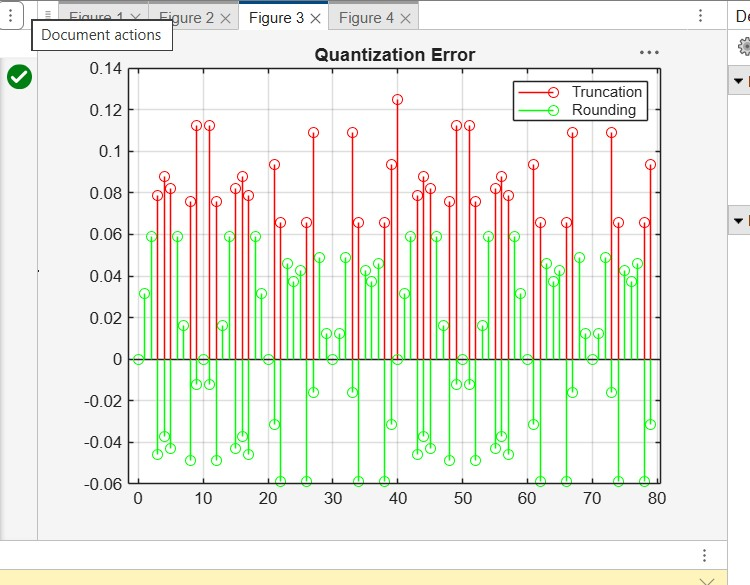 Figure 1
Figure 2
Figure 3
Figure 4
Document actions
Quantization Error
Truncation
Rounding
0.14
0.12
0.1
0.08
0.06
0.04
0.02
0
-0.02
-0.04
-0.06
0 10 20 30 40 50 60 70 80
De